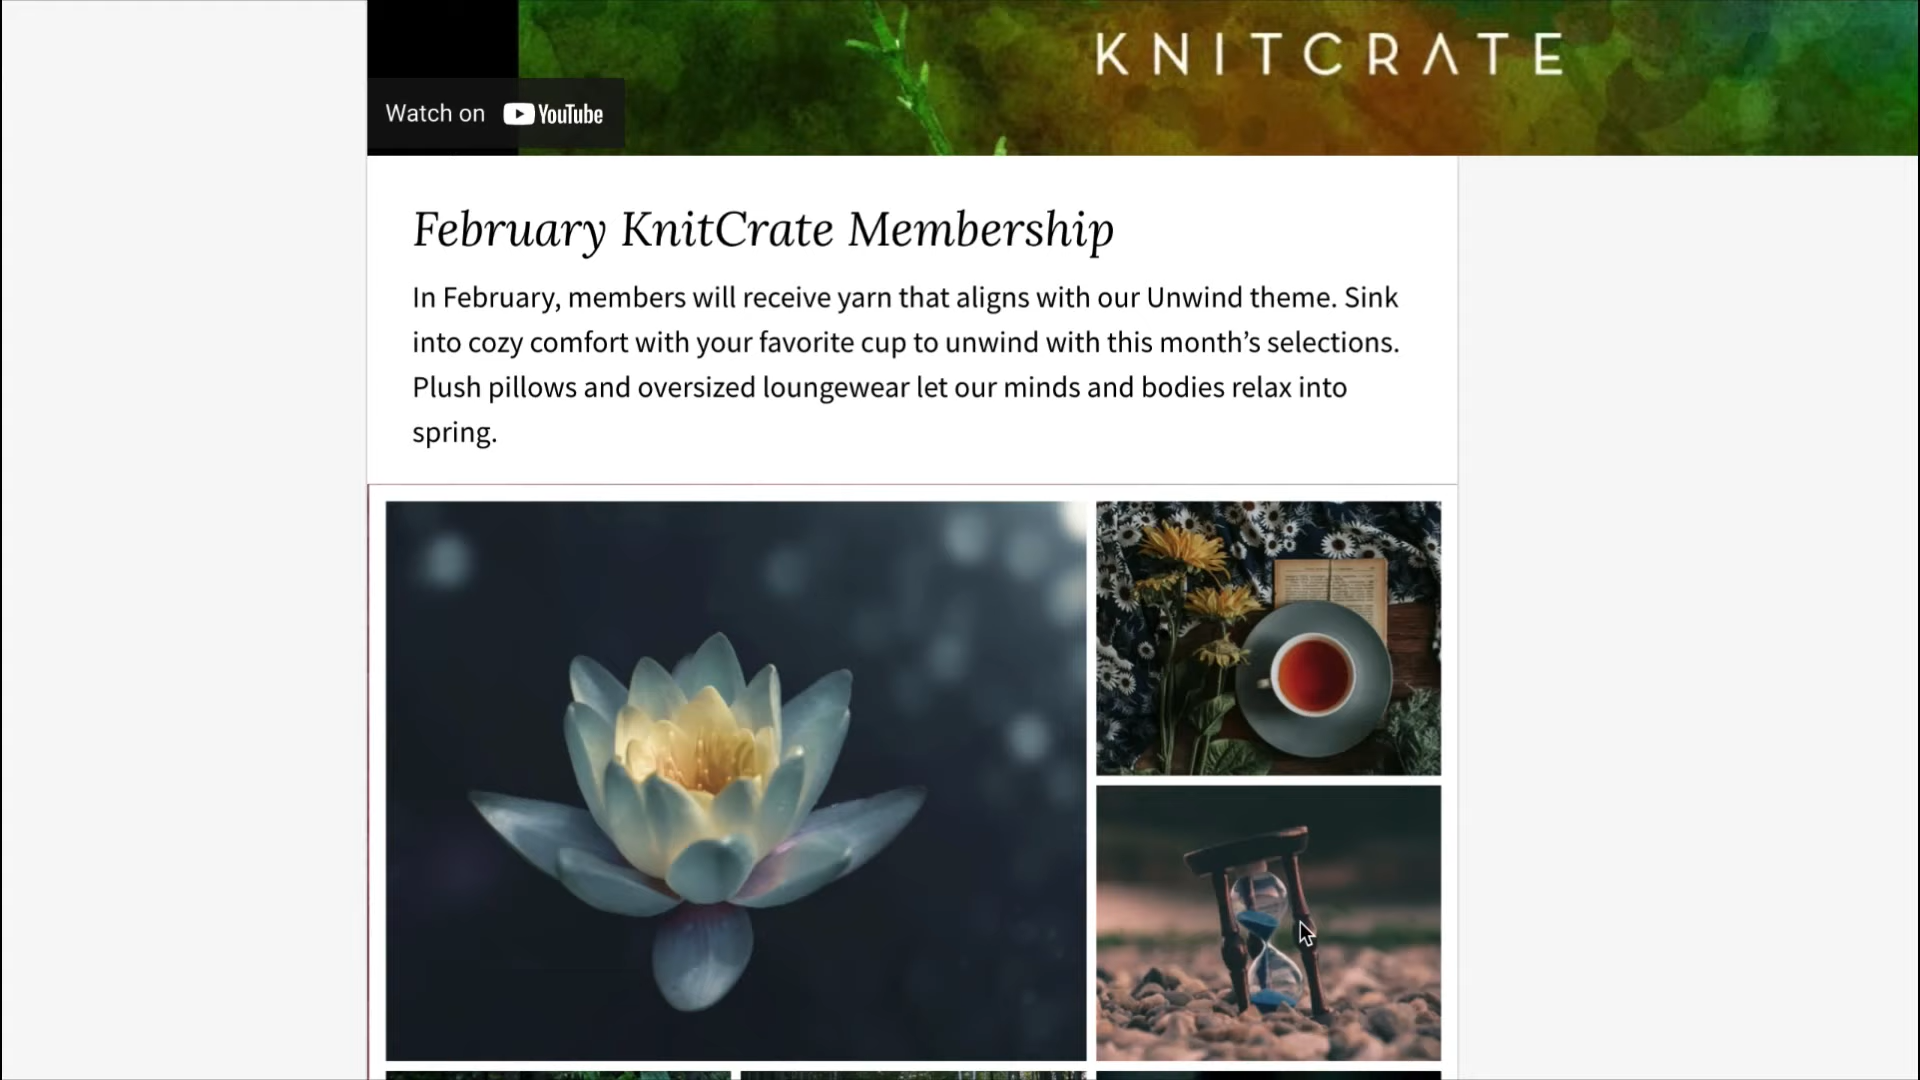 KNITCRATE
Watch on YouTube
February KnitCrate Membership
In February, members will receive yarn that aligns with our Unwind theme. Sink
into cozy comfort with your favorite cup to unwind with this month’s selections.
Plush pillows and oversized loungewear let our minds and bodies relax into
spring.